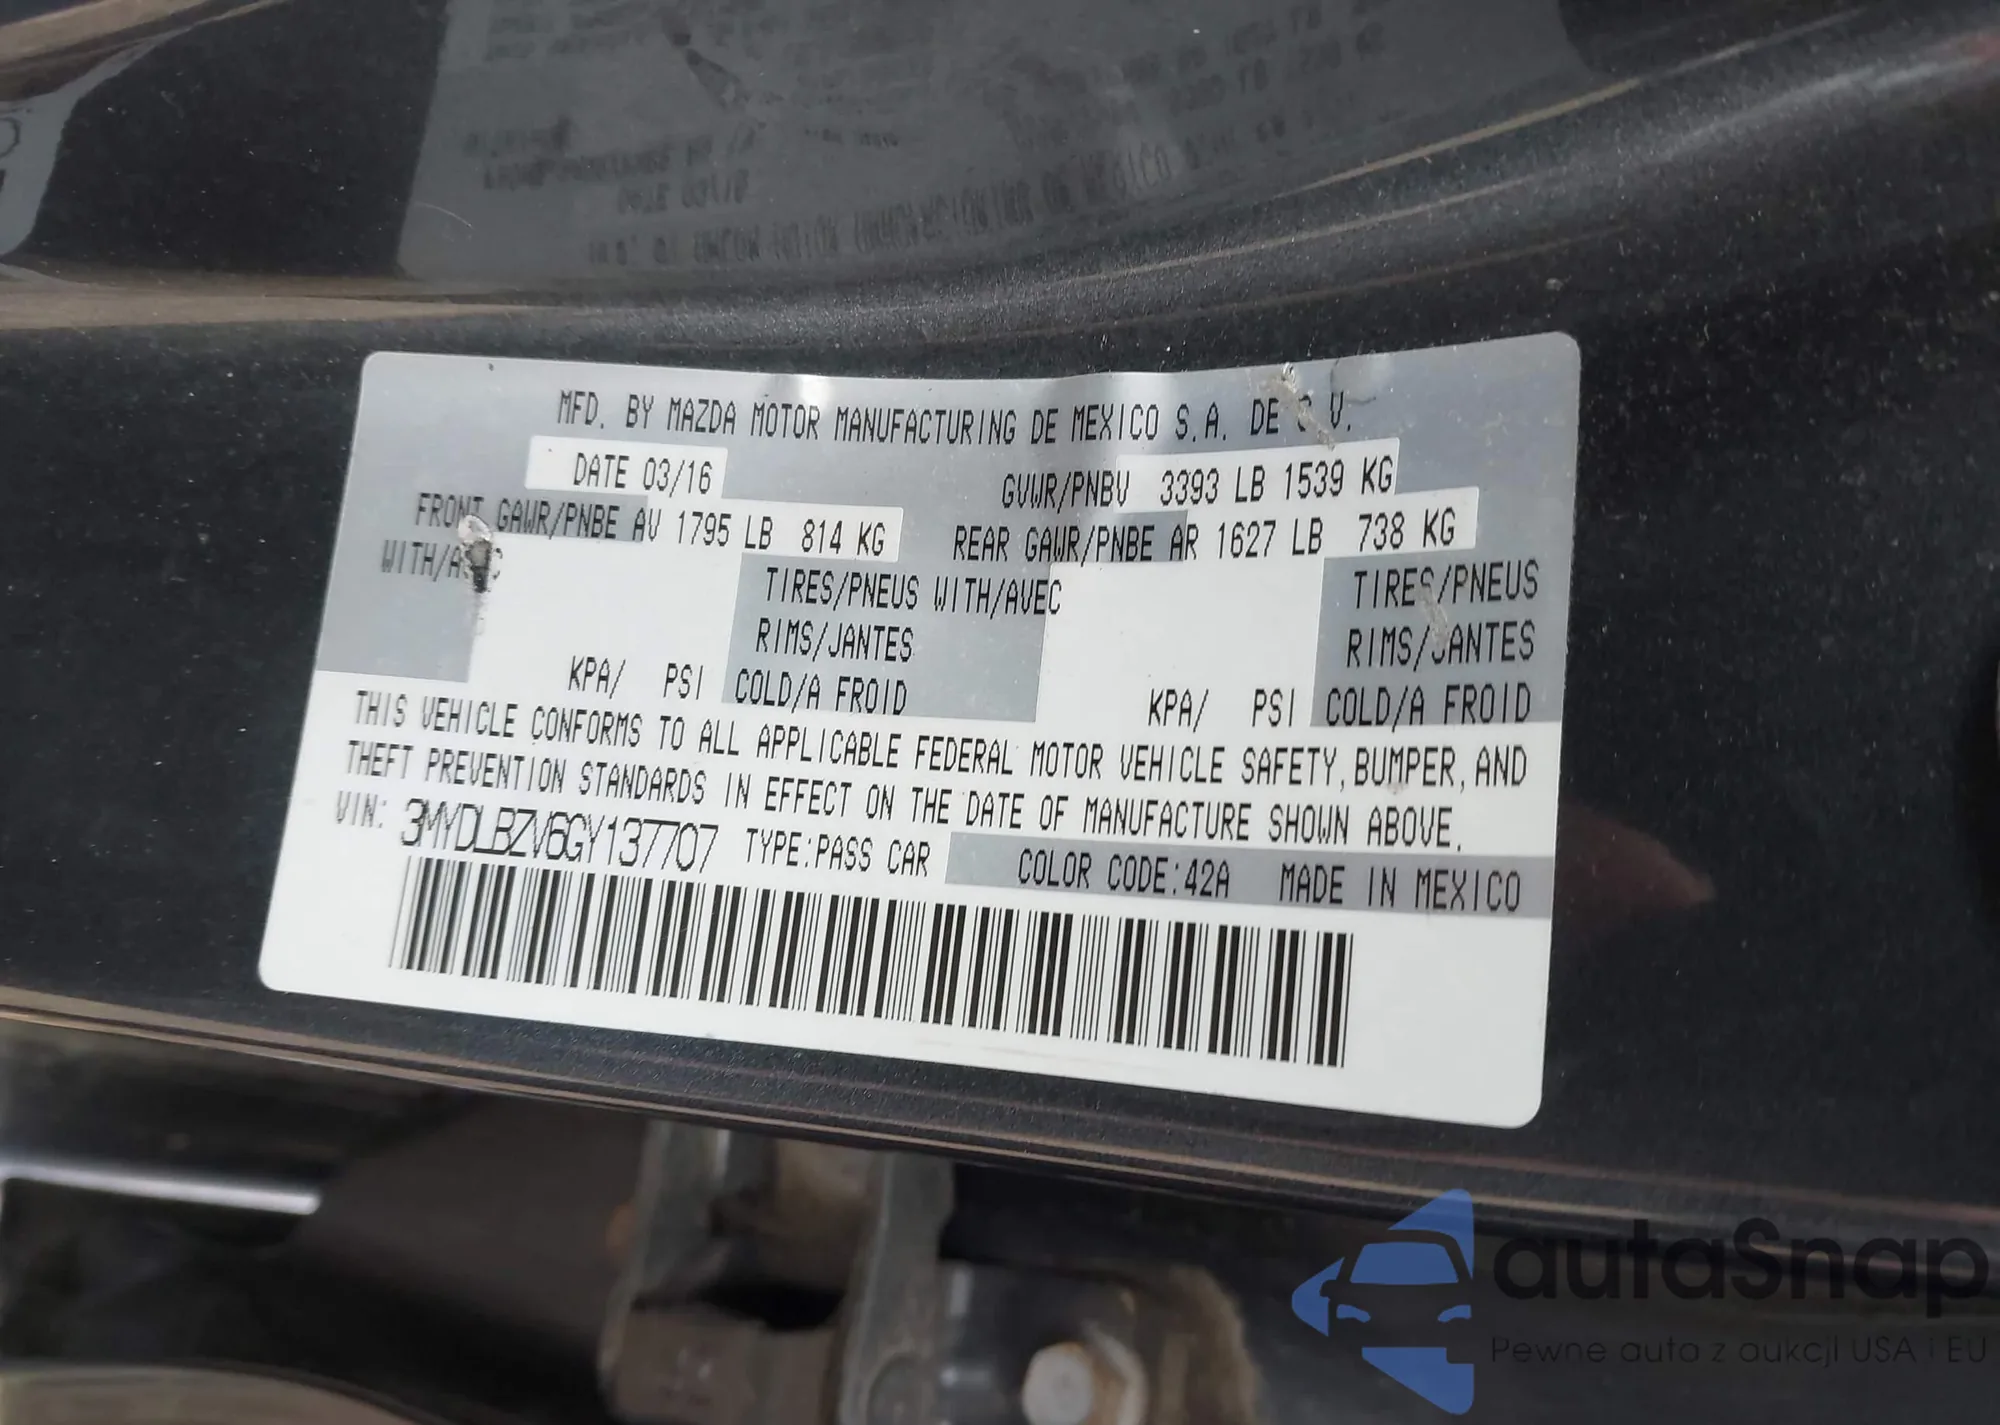 MFD. BY MAZDA MOTOR MANUFACTURING DE MEXICO S.A. DE C V.
DATE 03/16 GVWR/PNBV 3393 LB 1539 KG
FRONT GAWR/PNBE AV 1795 LB 814 KG REAR GAWR/PNBE AR 1627 LB 738 KG
WITH/AVEC TIRES/PNEUS WITH/AVEC TIRES/PNEUS
RIMS/JANTES RIMS/JANTES
KPA/ PSI COLD/A FROID KPA/ PSI COLD/A FROID
THIS VEHICLE CONFORMS TO ALL APPLICABLE FEDERAL MOTOR VEHICLE SAFETY, BUMPER, AND
THEFT PREVENTION STANDARDS IN EFFECT ON THE DATE OF MANUFACTURE SHOWN ABOVE.
VIN: 3MYDLBZV6GY137707 TYPE:PASS CAR COLOR CODE:42A MADE IN MEXICO
autoSnap
Pewne auto z aukcji USA i EU